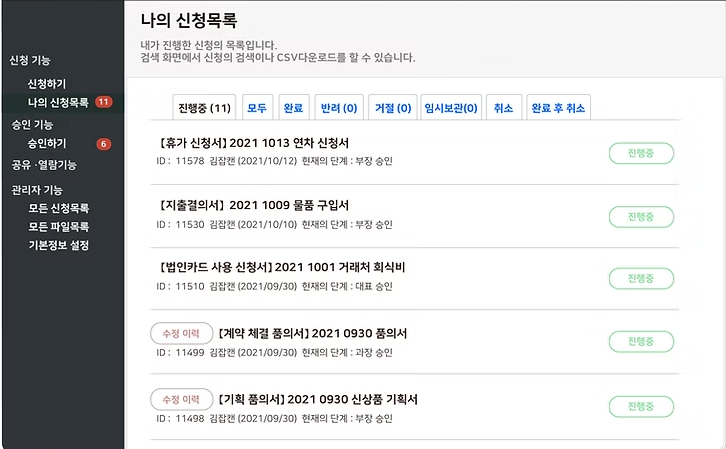 신청 기능
신청하기
나의 신청목록 11
승인 기능
승인하기 6
공유 ·열람기능
관리자 기능
모든 신청목록
모든 파일목록
기본정보 설정
나의 신청목록
내가 진행한 신청의 목록입니다.
검색 화면에서 신청의 검색이나 CSV다운로드를 할 수 있습니다.
진행중 (11) 모두 완료 반려 (0) 거절 (0) 임시보관(0) 취소 완료 후 취소
[휴가 신청서] 2021 1013 연차 신청서
ID : 11578 김잡캔 (2021/10/12) 현재의 단계 : 부장 승인
진행중
[지출결의서] 2021 1009 물품 구입서
ID : 11530 김잡캔 (2021/10/10) 현재의 단계 : 부장 승인
진행중
[법인카드 사용 신청서] 2021 1001 거래처 회식비
ID : 11510 김잡캔 (2021/09/30) 현재의 단계 : 대표 승인
진행중
수정 이력 [계약 체결 품의서] 2021 0930 품의서
ID : 11499 김잡캔 (2021/09/30) 현재의 단계 : 과장 승인
진행중
수정 이력 [기획 품의서] 2021 0930 신상품 기획서
ID : 11498 김잡캔 (2021/09/30) 현재의 단계 : 부장 승인
진행중